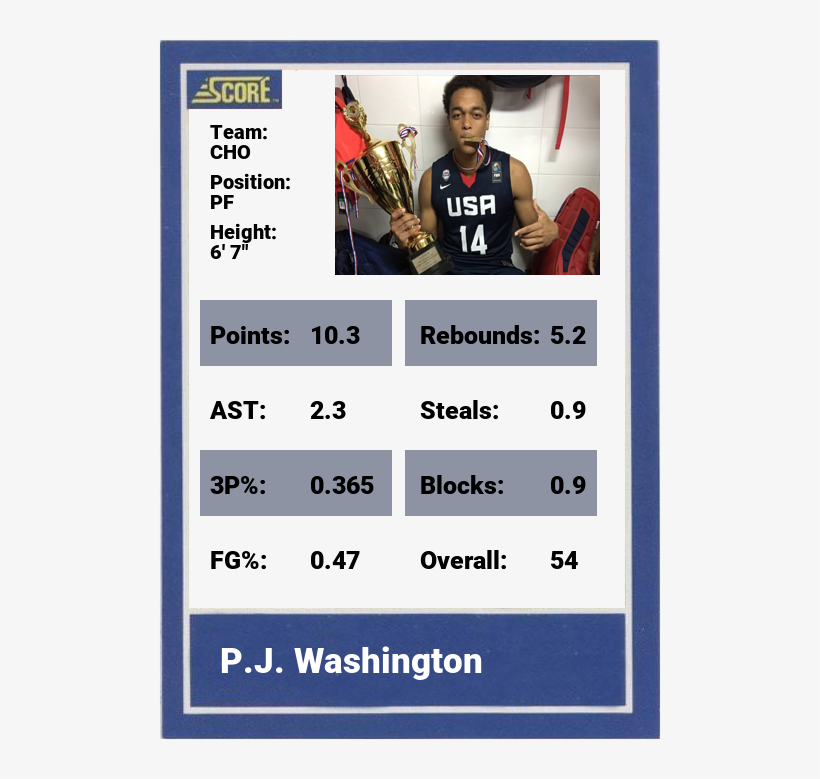 SCORE
Team:
CHO
Position:
PF
Height:
6' 7"
USA
14
Points: 10.3 Rebounds: 5.2
AST: 2.3 Steals: 0.9
3P%: 0.365 Blocks: 0.9
FG%: 0.47 Overall: 54
P.J. Washington